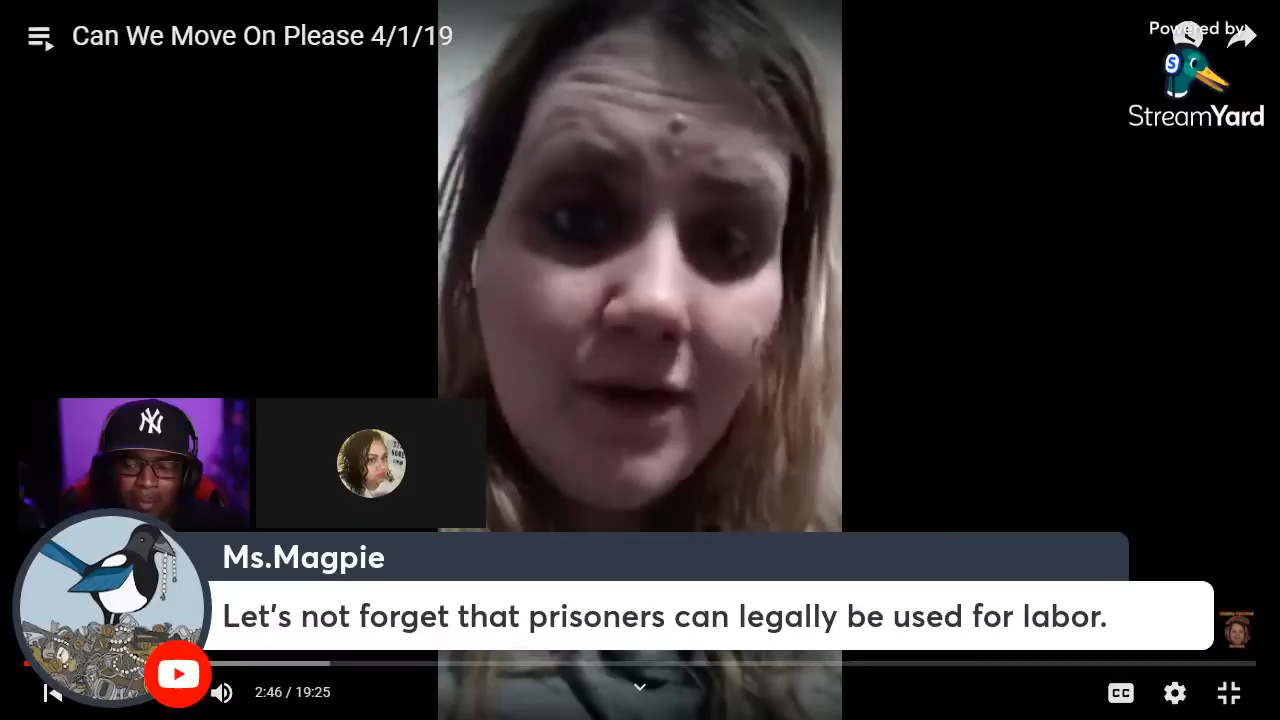 Can We Move On Please 4/1/19
Powered by
StreamYard
Ms.Magpie
Let's not forget that prisoners can legally be used for labor.
2:46 / 19:25
CC